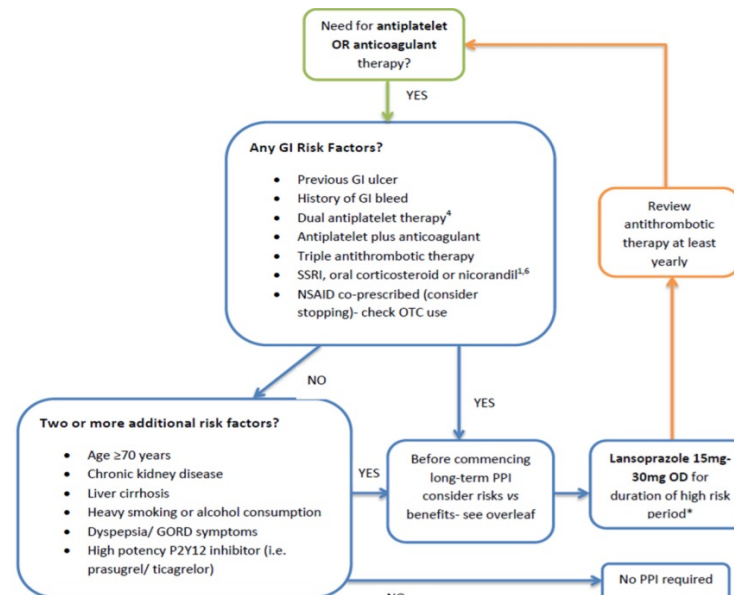 Need for antiplatelet
OR anticoagulant
therapy?
YES
Any GI Risk Factors?
• Previous GI ulcer
• History of GI bleed
• Dual antiplatelet therapy4
• Antiplatelet plus anticoagulant
• Triple antithrombotic therapy
• SSRI, oral corticosteroid or nicorandil1,6
• NSAID co-prescribed (consider
stopping)- check OTC use
Review
antithrombotic
therapy at least
yearly
NO
YES
Two or more additional risk factors?
• Age ≥70 years
• Chronic kidney disease
• Liver cirrhosis
• Heavy smoking or alcohol consumption
• Dyspepsia/ GORD symptoms
• High potency P2Y12 inhibitor (i.e.
prasugrel/ ticagrelor)
YES
Before commencing
long-term PPI
consider risks vs
benefits- see overleaf
Lansoprazole 15mg-
30mg OD for
duration of high risk
period*
No PPI required
NO